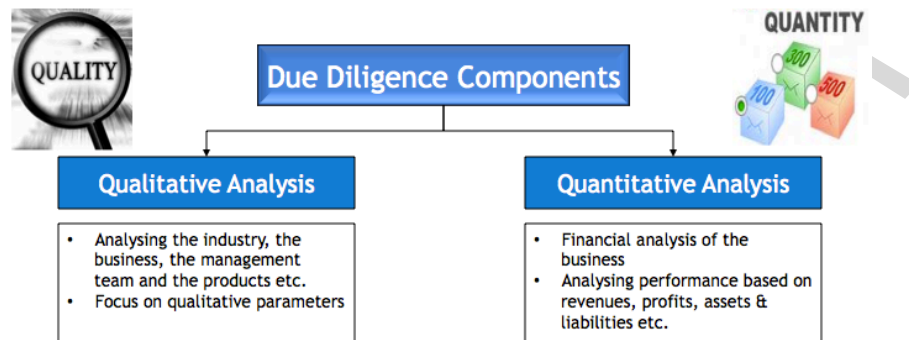 QUALITY
QUANTITY
300
500
100
Due Diligence Components
Qualitative Analysis
• Analysing the industry, the
business, the management
team and the products etc.
• Focus on qualitative parameters
Quantitative Analysis
• Financial analysis of the
business
• Analysing performance based on
revenues, profits, assets &
liabilities etc.